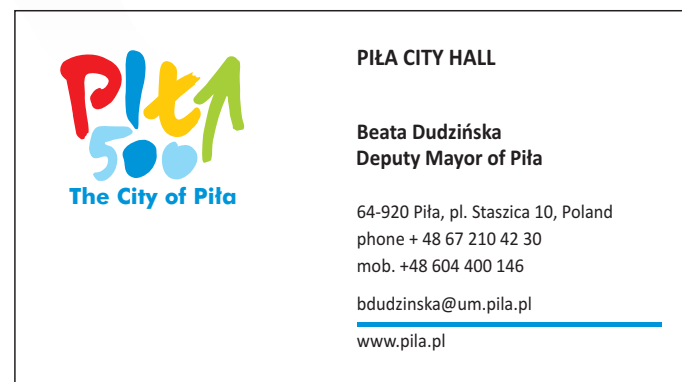 PIŁA
500
The City of Piła
PIŁA CITY HALL
Beata Dudzińska
Deputy Mayor of Piła
64-920 Piła, pl. Staszica 10, Poland
phone + 48 67 210 42 30
mob. +48 604 400 146
bdudzinska@um.pila.pl
www.pila.pl